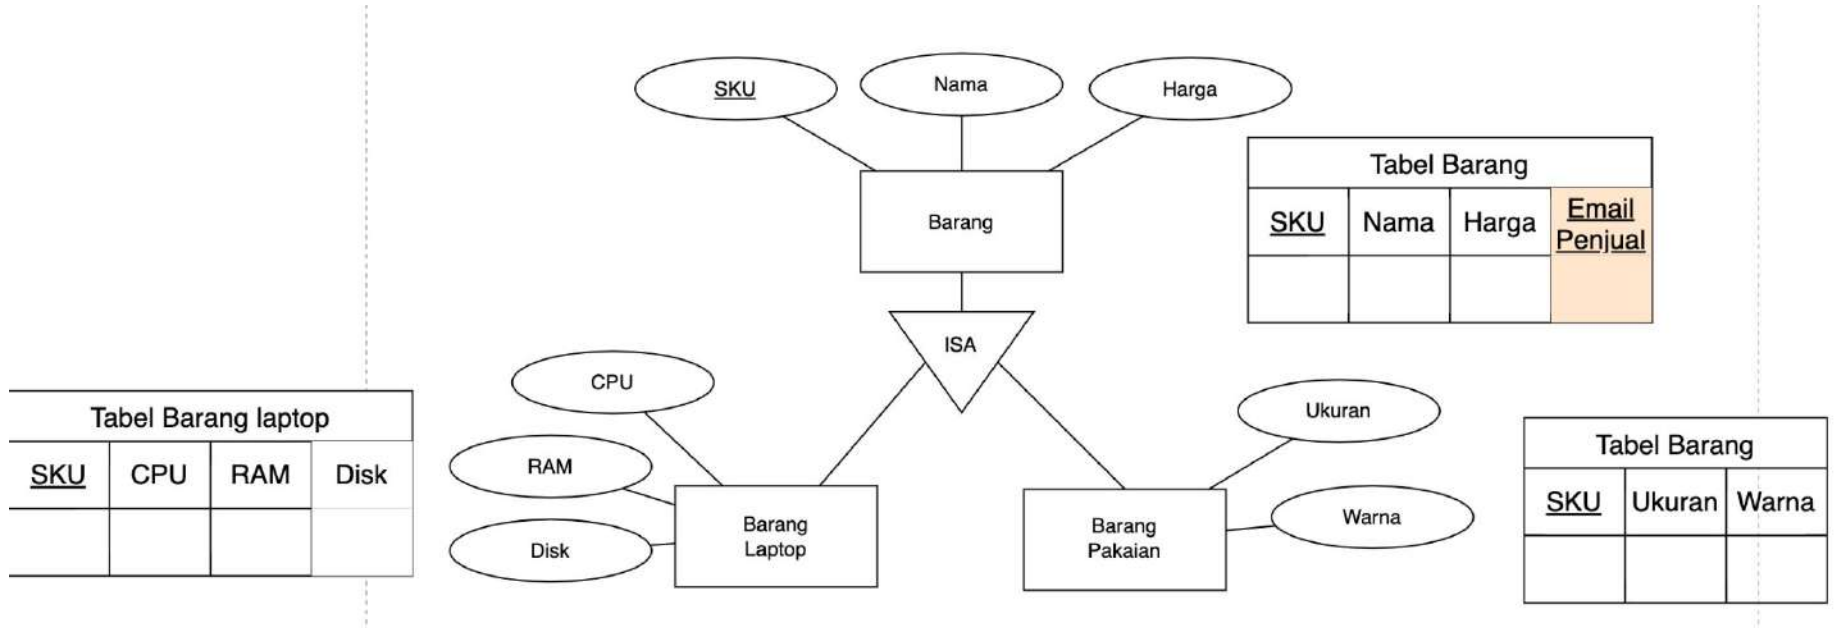 SKU
Nama
Harga
Barang
Tabel Barang
SKU Nama Harga Email
Penjual
ISA
CPU
RAM
Disk
Barang
Laptop
Ukuran
Warna
Barang
Pakaian
Tabel Barang laptop
SKU CPU RAM Disk
Tabel Barang
SKU Ukuran Warna